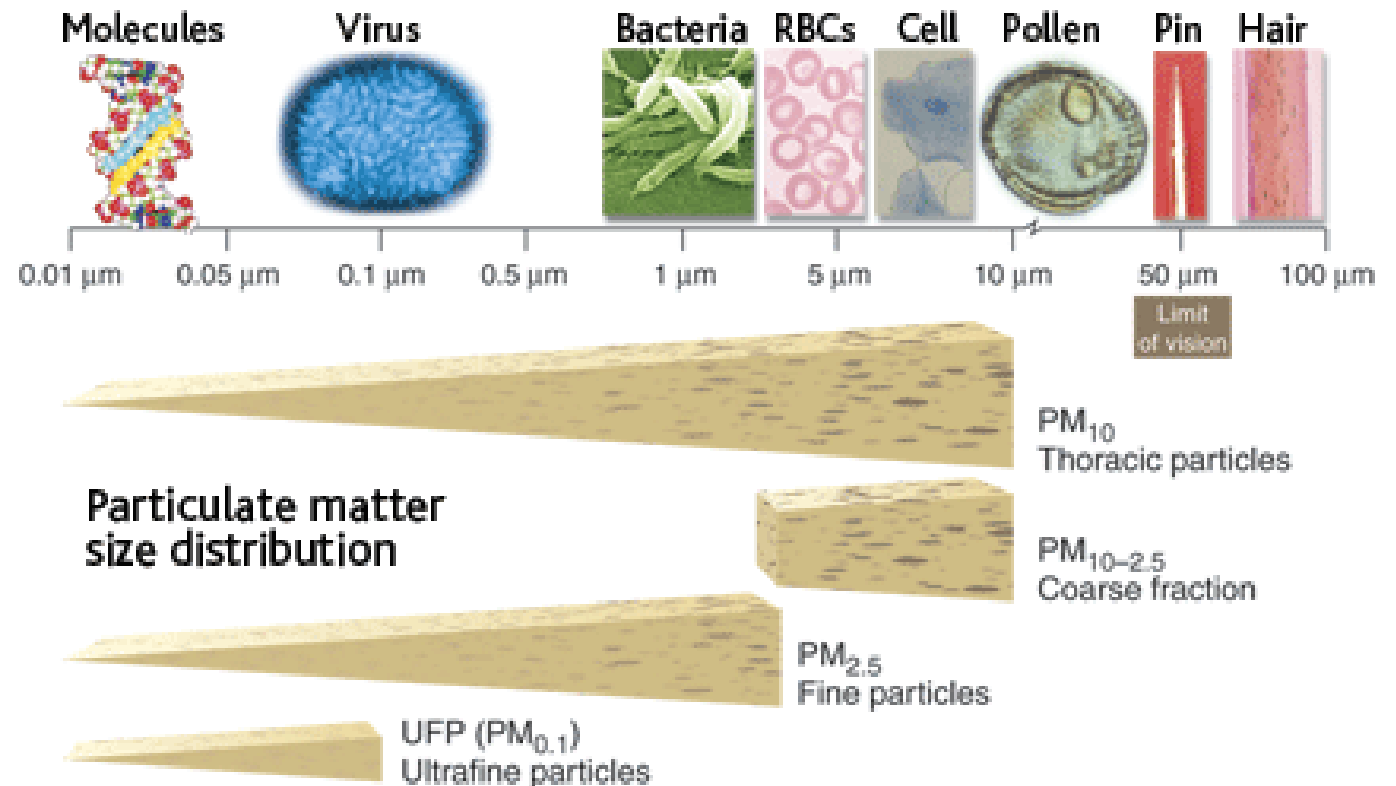 Molecules Virus Bacteria RBCs Cell Pollen Pin Hair
0.01 μm 0.05 μm 0.1 μm 0.5 μm 1 μm 5 μm 10 μm 50 μm 100 μm
Limit
of vision
PM10
Thoracic particles
Particulate matter
size distribution
PM10–2.5
Coarse fraction
PM2.5
Fine particles
UFP (PM0.1)
Ultrafine particles